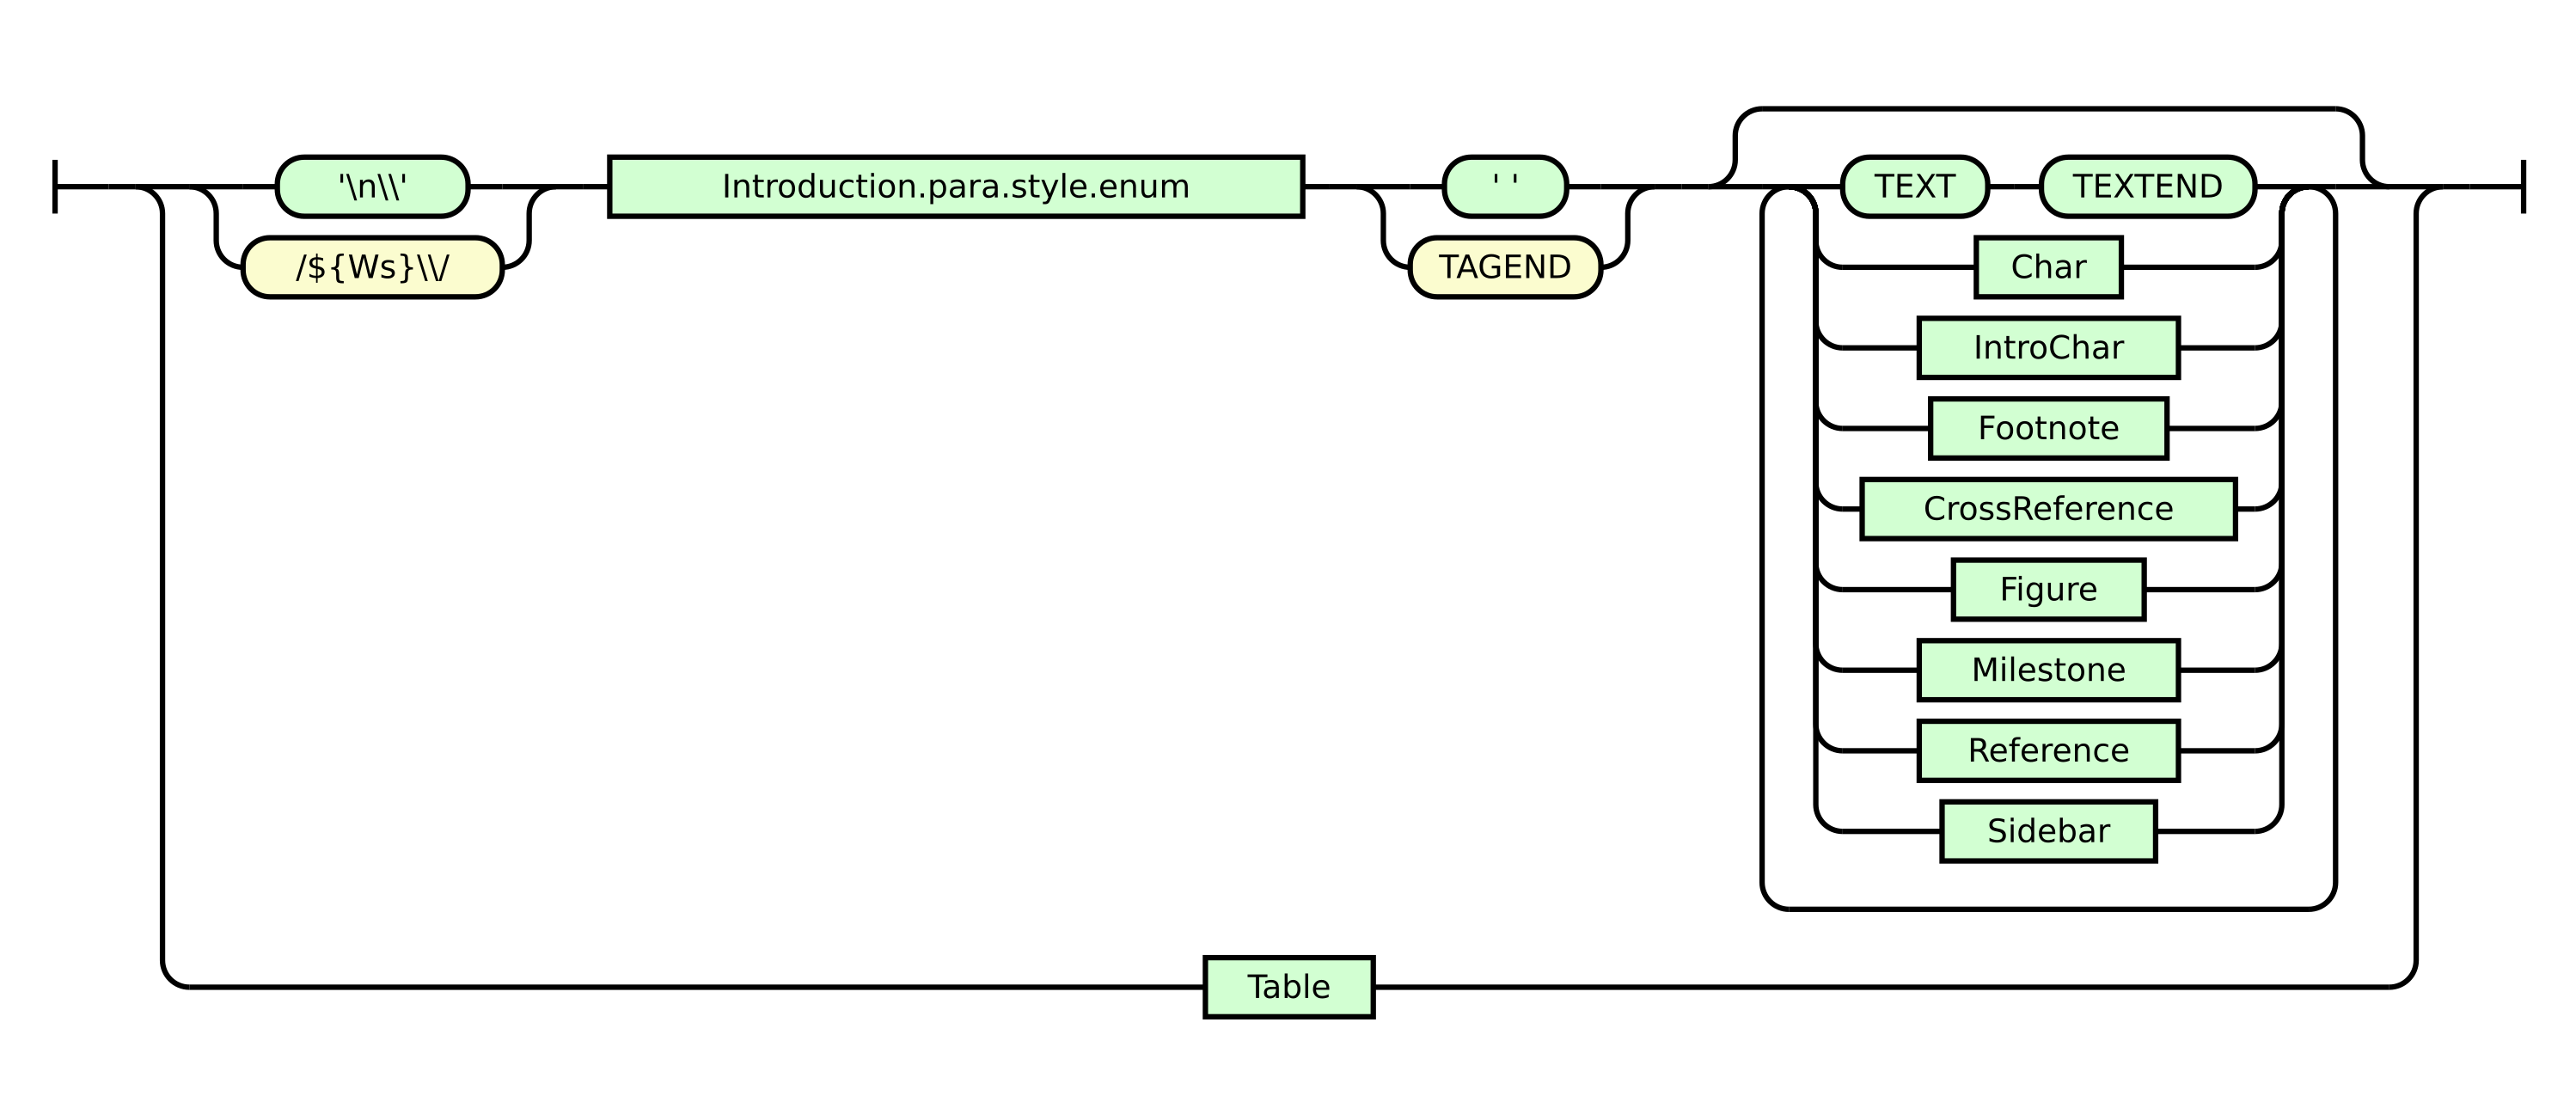 '\n\\'
Introduction.para.style.enum
' '
TEXT
TEXTEND
/${Ws}\\/
TAGEND
Char
IntroChar
Footnote
CrossReference
Figure
Milestone
Reference
Sidebar
Table